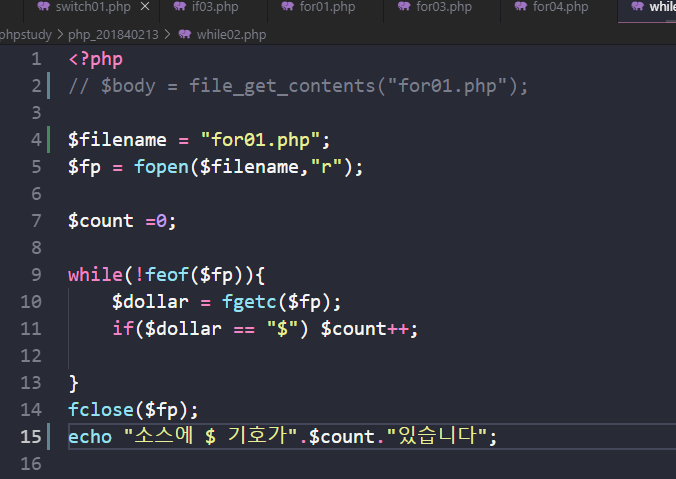 switch01.php × if03.php for01.php for03.php for04.php while
phpstudy > php_201840213 > while02.php
1 <?php
2 // $body = file_get_contents("for01.php");
3
4 $filename = "for01.php";
5 $fp = fopen($filename,"r");
6
7 $count =0;
8
9 while(!feof($fp)){
10 $dollar = fgetc($fp);
11 if($dollar == "$") $count++;
12
13 }
14 fclose($fp);
15 echo "소스에 $ 기호가".$count."있습니다";
16